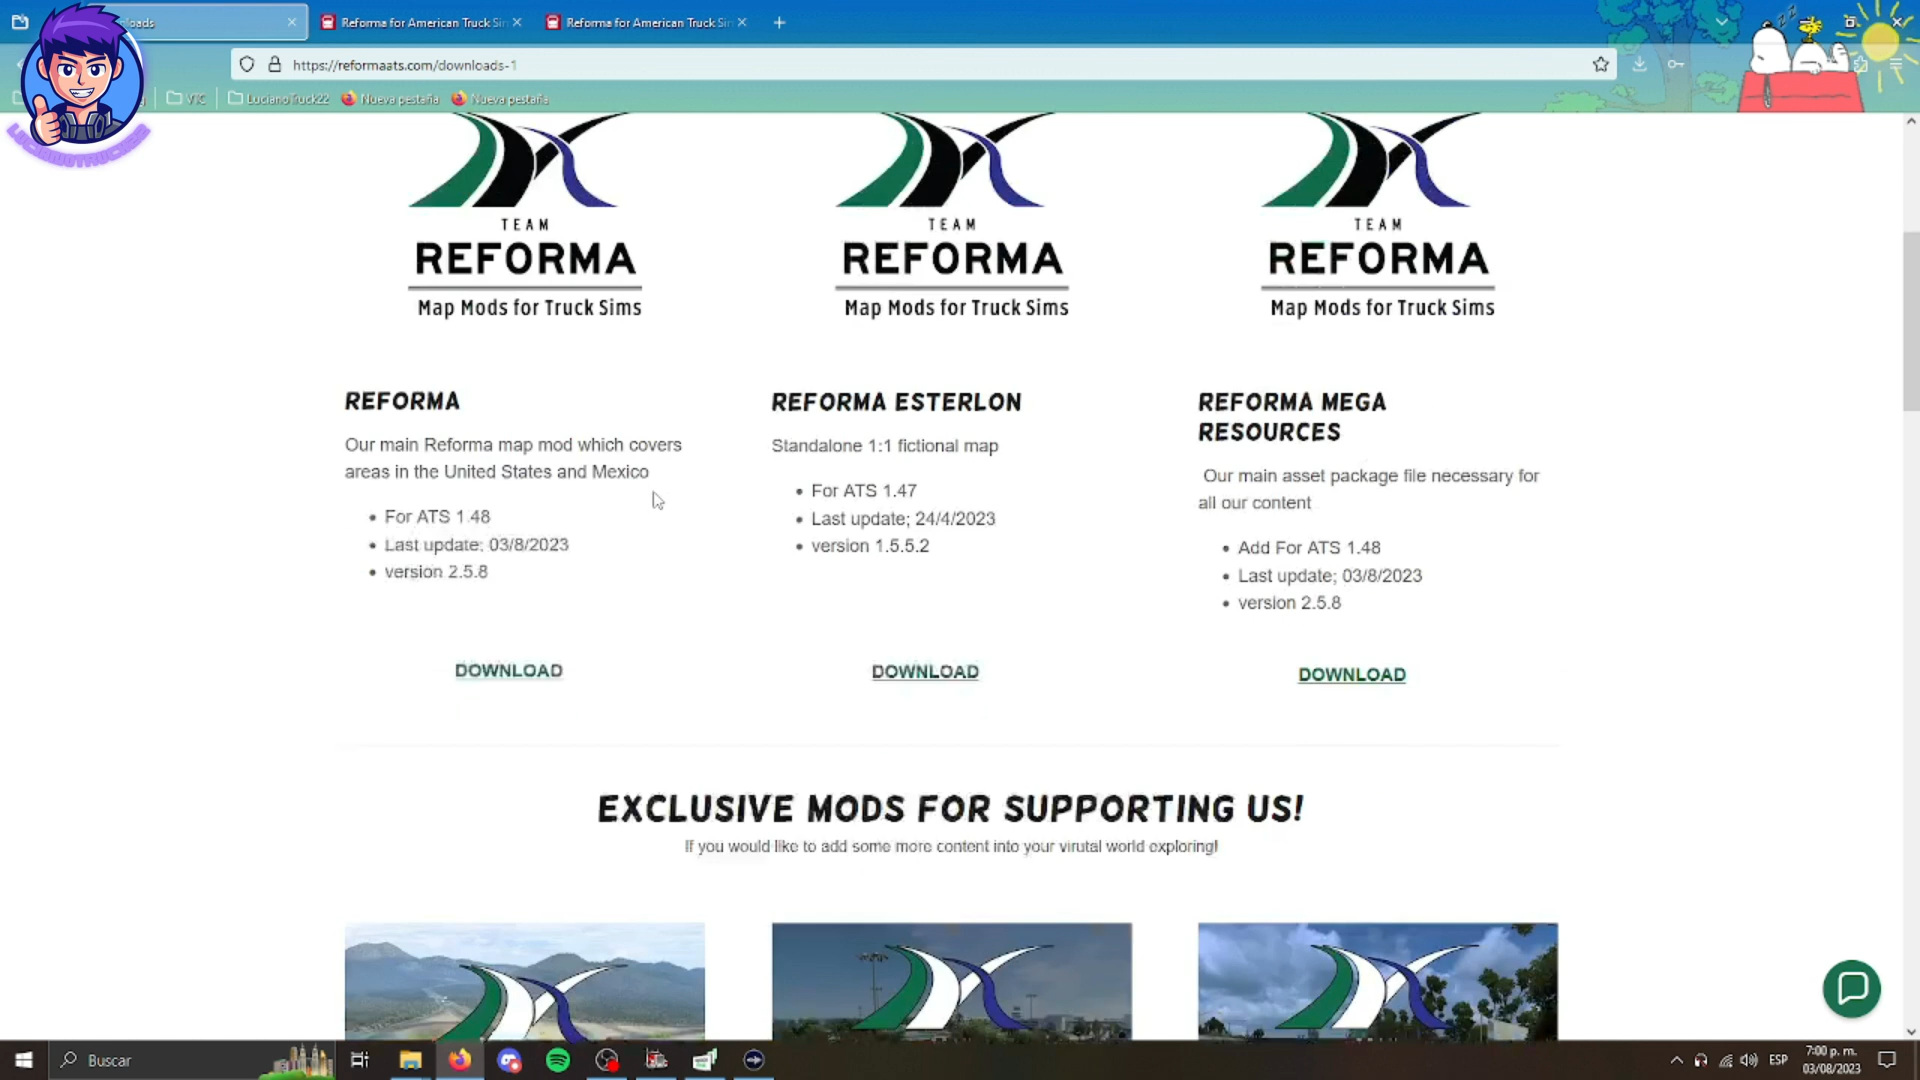 Reforma for American Truck Sim
Reforma for American Truck Sim
https://reformaats.com/downloads-1
VTC
LucianoTruck22
Nueva pestaña
Nueva pestaña
TEAM
REFORMA
Map Mods for Truck Sims
TEAM
REFORMA
Map Mods for Truck Sims
TEAM
REFORMA
Map Mods for Truck Sims
REFORMA
Our main Reforma map mod which covers
areas in the United States and Mexico
• For ATS 1.48
• Last update: 03/8/2023
• version 2.5.8
DOWNLOAD
REFORMA ESTERLON
Standalone 1:1 fictional map
• For ATS 1.47
• Last update; 24/4/2023
• version 1.5.5.2
DOWNLOAD
REFORMA MEGA
RESOURCES
Our main asset package file necessary for
all our content
• Add For ATS 1.48
• Last update; 03/8/2023
• version 2.5.8
DOWNLOAD
EXCLUSIVE MODS FOR SUPPORTING US!
If you would like to add some more content into your virutal world exploring!
Buscar
ESP
7:00 p. m.
03/08/2023